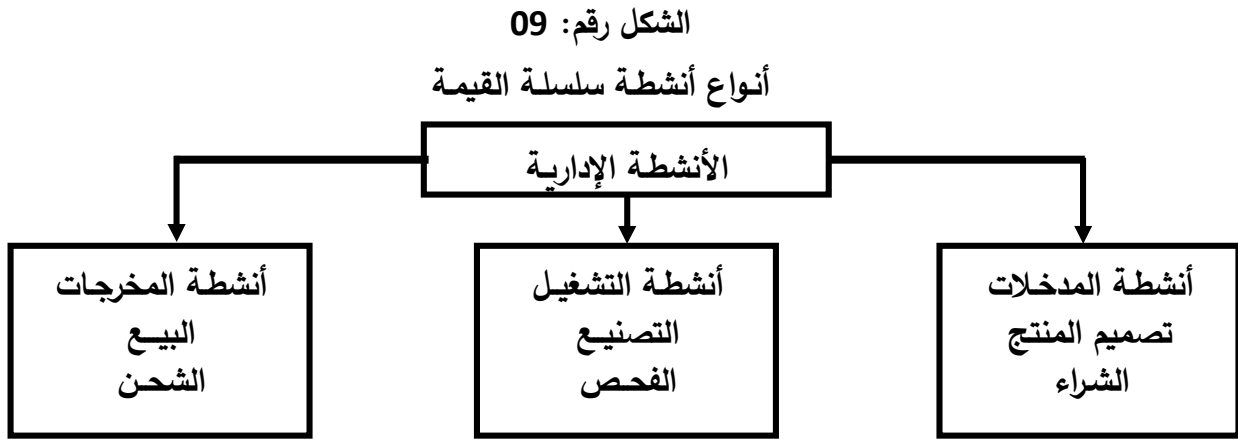 الشكل رقم: 09
أنواع أنشطة سلسلة القيمة
الأنشطة الإدارية
أنشطة المدخلات
تصميم المنتج
الشراء
أنشطة التشغيل
التصنيع
الفحص
أنشطة المخرجات
البيع
الشحن